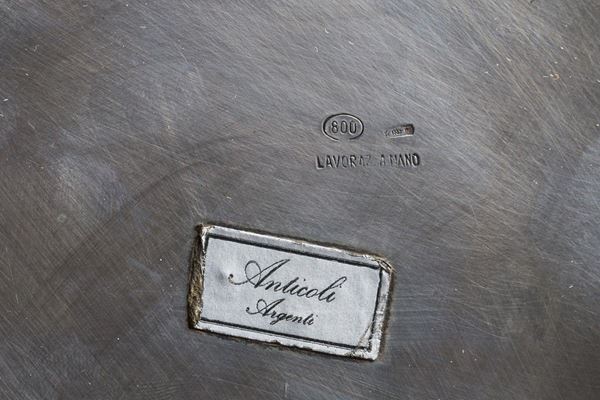 800
LAVORAZ. A MANO
Anticoli
Argenti